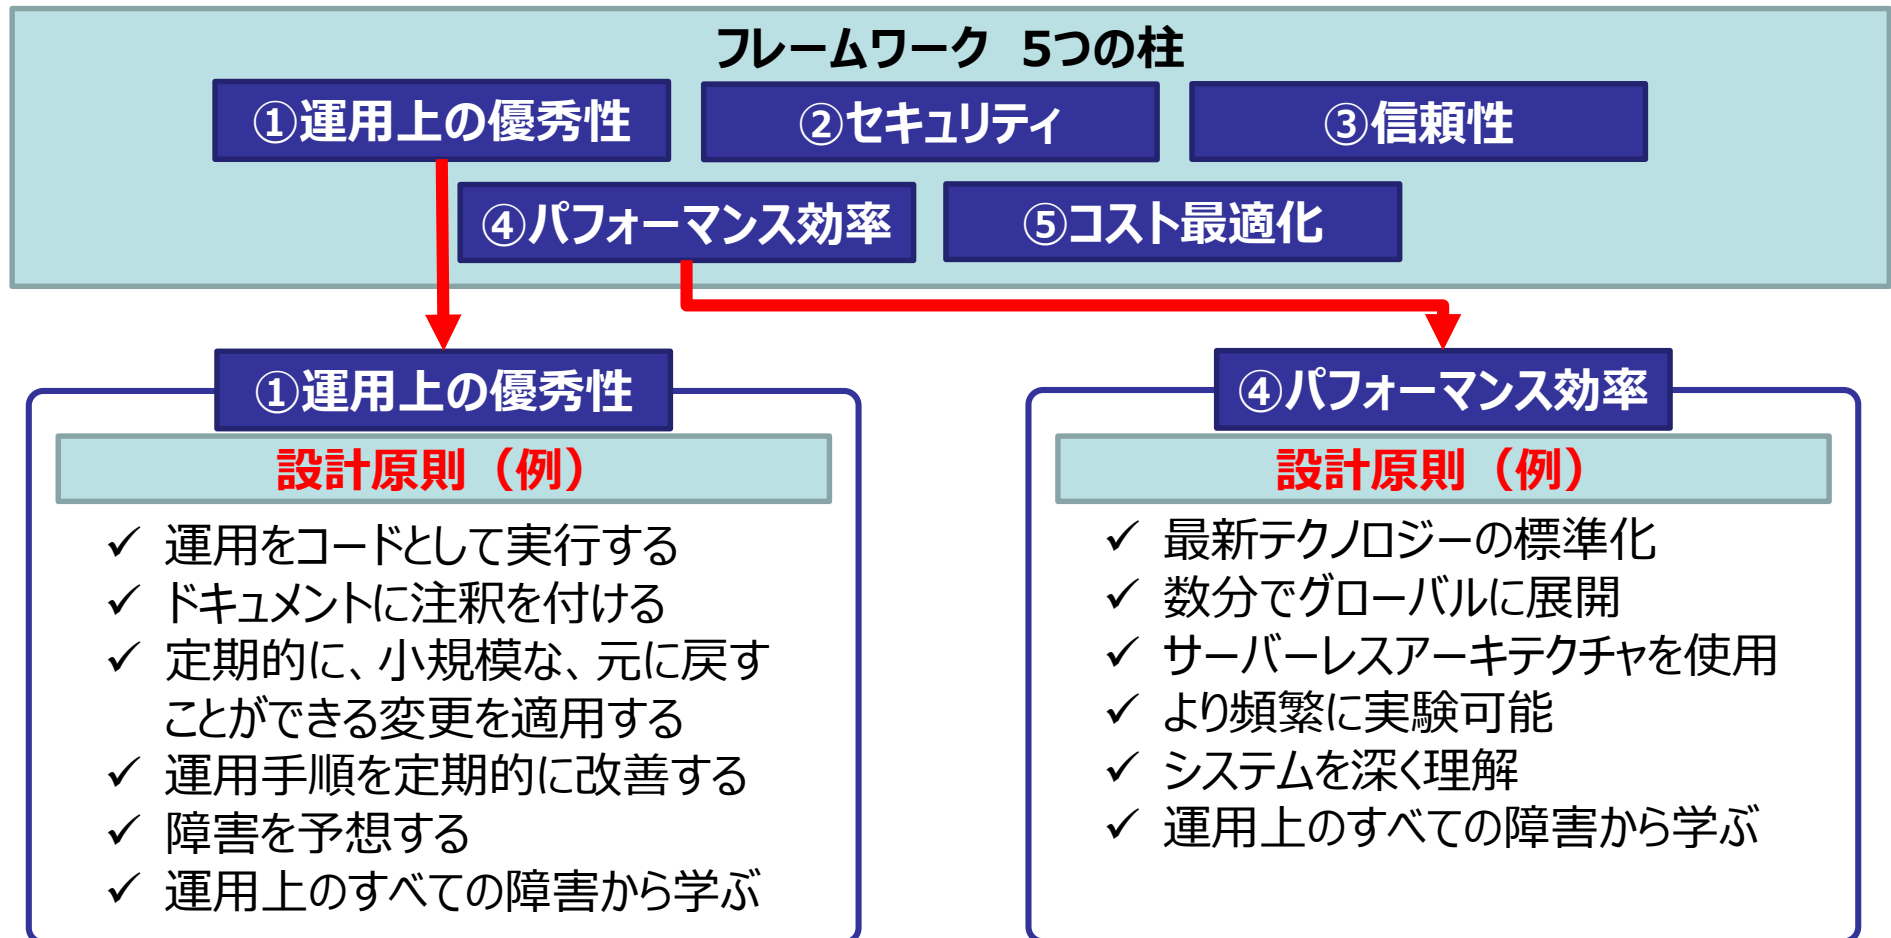 フレームワーク 5つの柱
①運用上の優秀性
②セキュリティ
③信頼性
④パフォーマンス効率
⑤コスト最適化
①運用上の優秀性
設計原則（例）
✓ 運用をコードとして実行する
✓ ドキュメントに注釈を付ける
✓ 定期的に、小規模な、元に戻す
ことができる変更を適用する
✓ 運用手順を定期的に改善する
✓ 障害を予想する
✓ 運用上のすべての障害から学ぶ
④パフォーマンス効率
設計原則（例）
✓ 最新テクノロジーの標準化
✓ 数分でグローバルに展開
✓ サーバーレスアーキテクチャを使用
✓ より頻繁に実験可能
✓ システムを深く理解
✓ 運用上のすべての障害から学ぶ